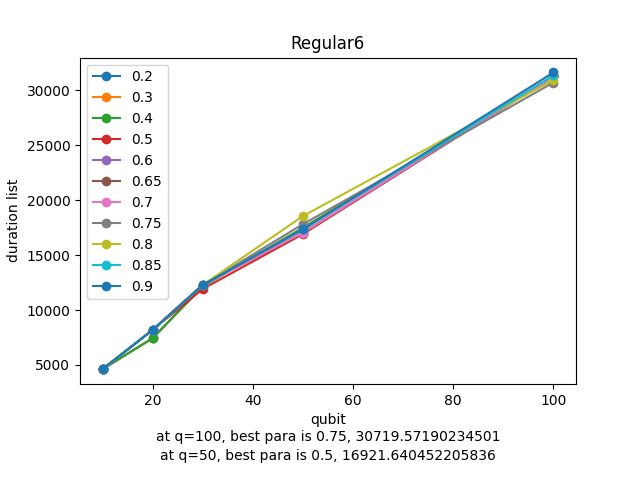 Regular6
0.2
0.3
0.4
0.5
0.6
0.65
0.7
0.75
0.8
0.85
0.9
duration list
30000
25000
20000
15000
10000
5000
20 40 60 80 100
qubit
at q=100, best para is 0.75, 30719.57190234501
at q=50, best para is 0.5, 16921.640452205836